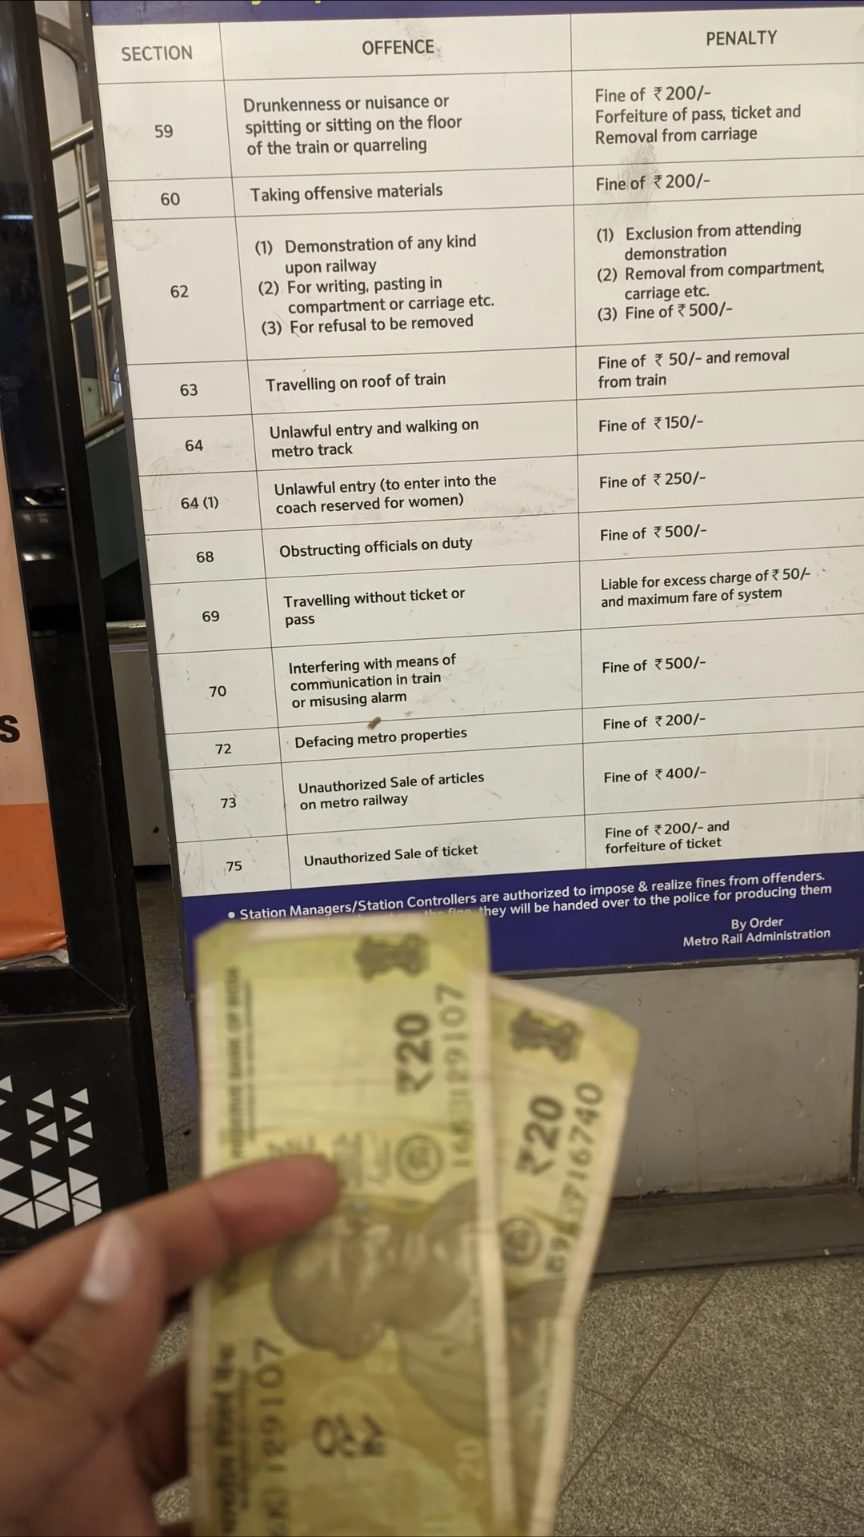 SECTION OFFENCE PENALTY
59
Drunkenness or nuisance or
spitting or sitting on the floor
of the train or quarreling
Fine of ₹ 200/-
Forfeiture of pass, ticket and
Removal from carriage
60
Taking offensive materials
Fine of ₹ 200/-
62
(1) Demonstration of any kind
upon railway
(2) For writing, pasting in
compartment or carriage etc.
(3) For refusal to be removed
(1) Exclusion from attending
demonstration
(2) Removal from compartment,
carriage etc.
(3) Fine of ₹ 500/-
63
Travelling on roof of train
Fine of ₹ 50/- and removal
from train
64
Unlawful entry and walking on
metro track
Fine of ₹ 150/-
64 (1)
Unlawful entry (to enter into the
coach reserved for women)
Fine of ₹ 250/-
68
Obstructing officials on duty
Fine of ₹ 500/-
69
Travelling without ticket or
pass
Liable for excess charge of ₹ 50/-
and maximum fare of system
70
Interfering with means of
communication in train
or misusing alarm
Fine of ₹ 500/-
72
Defacing metro properties
Fine of ₹ 200/-
73
Unauthorized Sale of articles
on metro railway
Fine of ₹ 400/-
75
Unauthorized Sale of ticket
Fine of ₹ 200/- and
forfeiture of ticket
• Station Managers/Station Controllers are authorized to impose & realize fines from offenders.
they will be handed over to the police for producing them
By Order
Metro Rail Administration
S
RESERVE BANK OF INDIA
₹20
129107
भारतीय रिज़र्व बैंक
129107
२०
20
₹20
716740